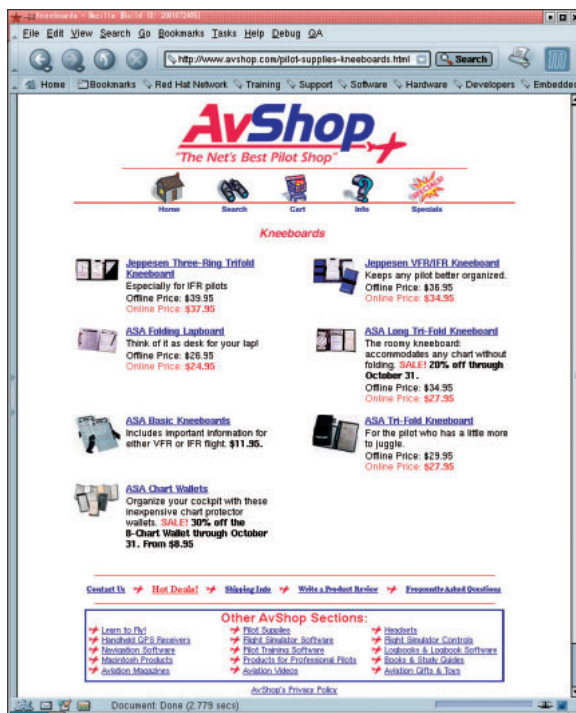 Kneeboards - Mozilla {Build ID: 2001072405}
File Edit View Search Go Bookmarks Tasks Help Debug QA
http://www.avshop.com/pilot-supplies-kneeboards.html
Search
Home Bookmarks Red Hat Network Training Support Software Hardware Developers Embedded
AvShop
"The Net's Best Pilot Shop"
SPECIALS!
Home Search Cart Info Specials
Kneeboards
Jeppesen Three-Ring Trifold
Kneeboard
Especially for IFR pilots
Offline Price: $39.95
Online Price: $37.95
Jeppesen VFR/IFR Kneeboard
Keeps any pilot better organized.
Offline Price: $36.95
Online Price: $34.95
ASA Folding Lapboard
Think of it as desk for your lap!
Offline Price: $26.95
Online Price: $24.95
ASA Long Tri-Fold Kneeboard
The roomy kneeboard:
accommodates any chart without
folding. SALE! 20% off through
October 31.
Offline Price: $34.95
Online Price: $27.95
ASA Basic Kneeboards
Includes important information for
either VFR or IFR flight. $11.95.
ASA Tri-Fold Kneeboard
For the pilot who has a little more
to juggle.
Offline Price: $29.95
Online Price: $27.95
ASA Chart Wallets
Organize your cockpit with these
inexpensive chart protector
wallets. SALE! 30% off the
8-Chart Wallet through October
31. From $8.95
Contact Us Hot Deals! Shipping Info Write a Product Review Frequently Asked Questions
Other AvShop Sections:
Learn to Fly! Pilot Supplies Headsets
Handheld GPS Receivers Flight Simulator Software Flight Simulator Controls
Navigation Software Pilot Training Software Logbooks & Logbook Software
Macintosh Products Products for Professional Pilots Books & Study Guides
Aviation Magazines Aviation Videos Aviation Gifts & Toys
AvShop's Privacy Policy
Document: Done (2.779 secs)